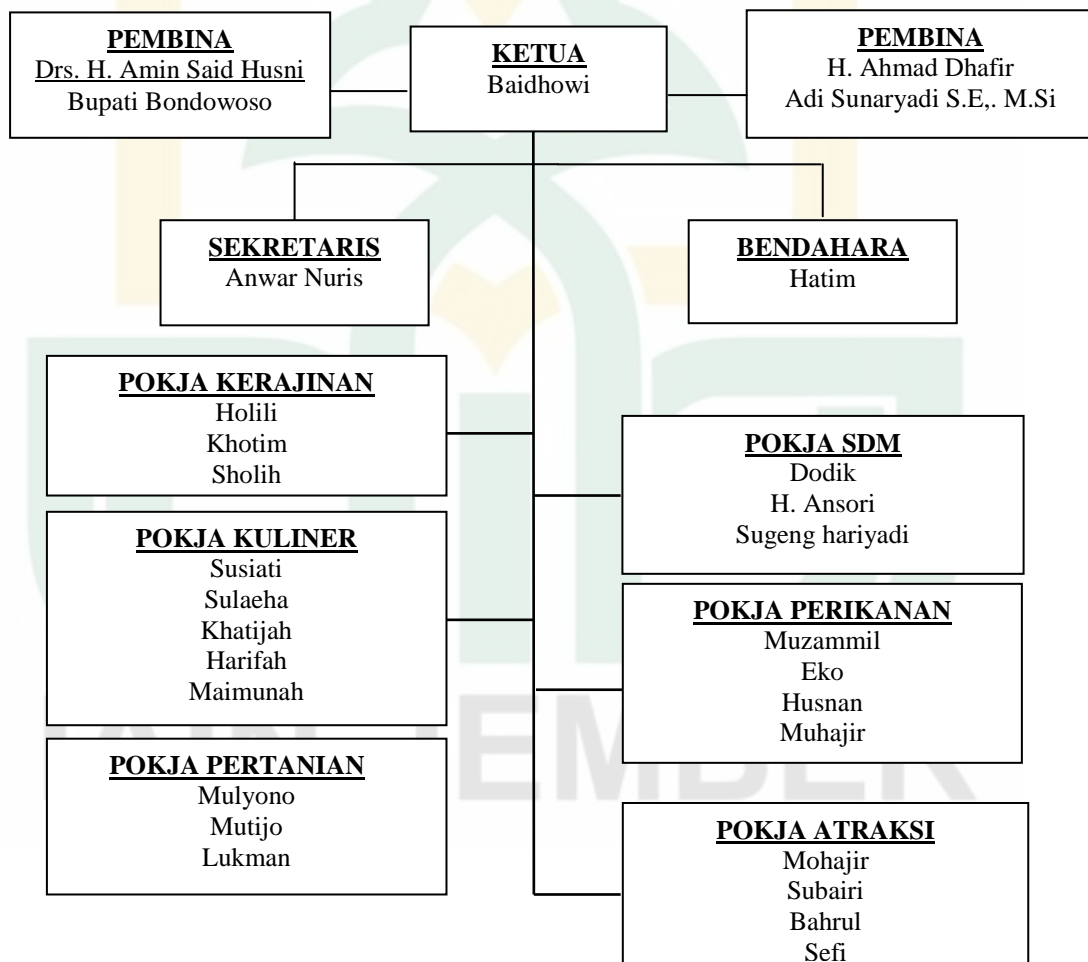 PEMBINA
Drs. H. Amin Said Husni
Bupati Bondowoso
KETUA
Baidhowi
PEMBINA
H. Ahmad Dhafir
Adi Sunaryadi S.E,. M.Si
SEKRETARIS
Anwar Nuris
BENDAHARA
Hatim
POKJA KERAJINAN
Holili
Khotim
Sholih
POKJA SDM
Dodik
H. Ansori
Sugeng hariyadi
POKJA KULINER
Susiati
Sulaeha
Khatijah
Harifah
Maimunah
POKJA PERIKANAN
Muzammil
Eko
Husnan
Muhajir
POKJA PERTANIAN
Mulyono
Mutijo
Lukman
POKJA ATRAKSI
Mohajir
Subairi
Bahrul
Sefi